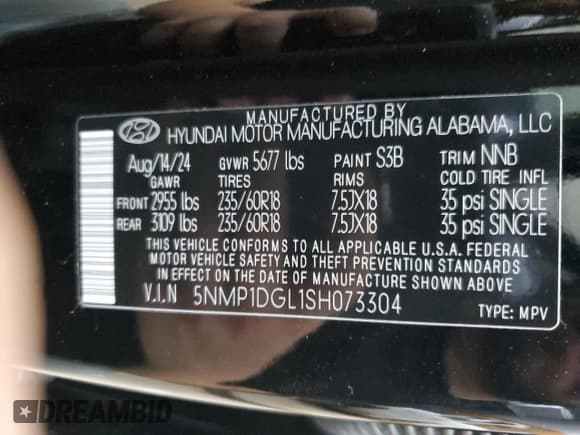 MANUFACTURED BY
HYUNDAI MOTOR MANUFACTURING ALABAMA, LLC
Aug/14/24 GVWR 5677 lbs PAINT S3B TRIM NNB
GAWR TIRES RIMS COLD TIRE INFL
FRONT 2955 lbs 235/60R18 7.5JX18 35 psi SINGLE
REAR 3109 lbs 235/60R18 7.5JX18 35 psi SINGLE
THIS VEHICLE CONFORMS TO ALL APPLICABLE U.S.A. FEDERAL
MOTOR VEHICLE SAFETY AND THEFT PREVENTION STANDARDS
IN EFFECT ON THE DATE OF MANUFACTURE SHOWN ABOVE
V.I.N 5NMP1DGL1SH073304 TYPE: MPV
DREAMBID